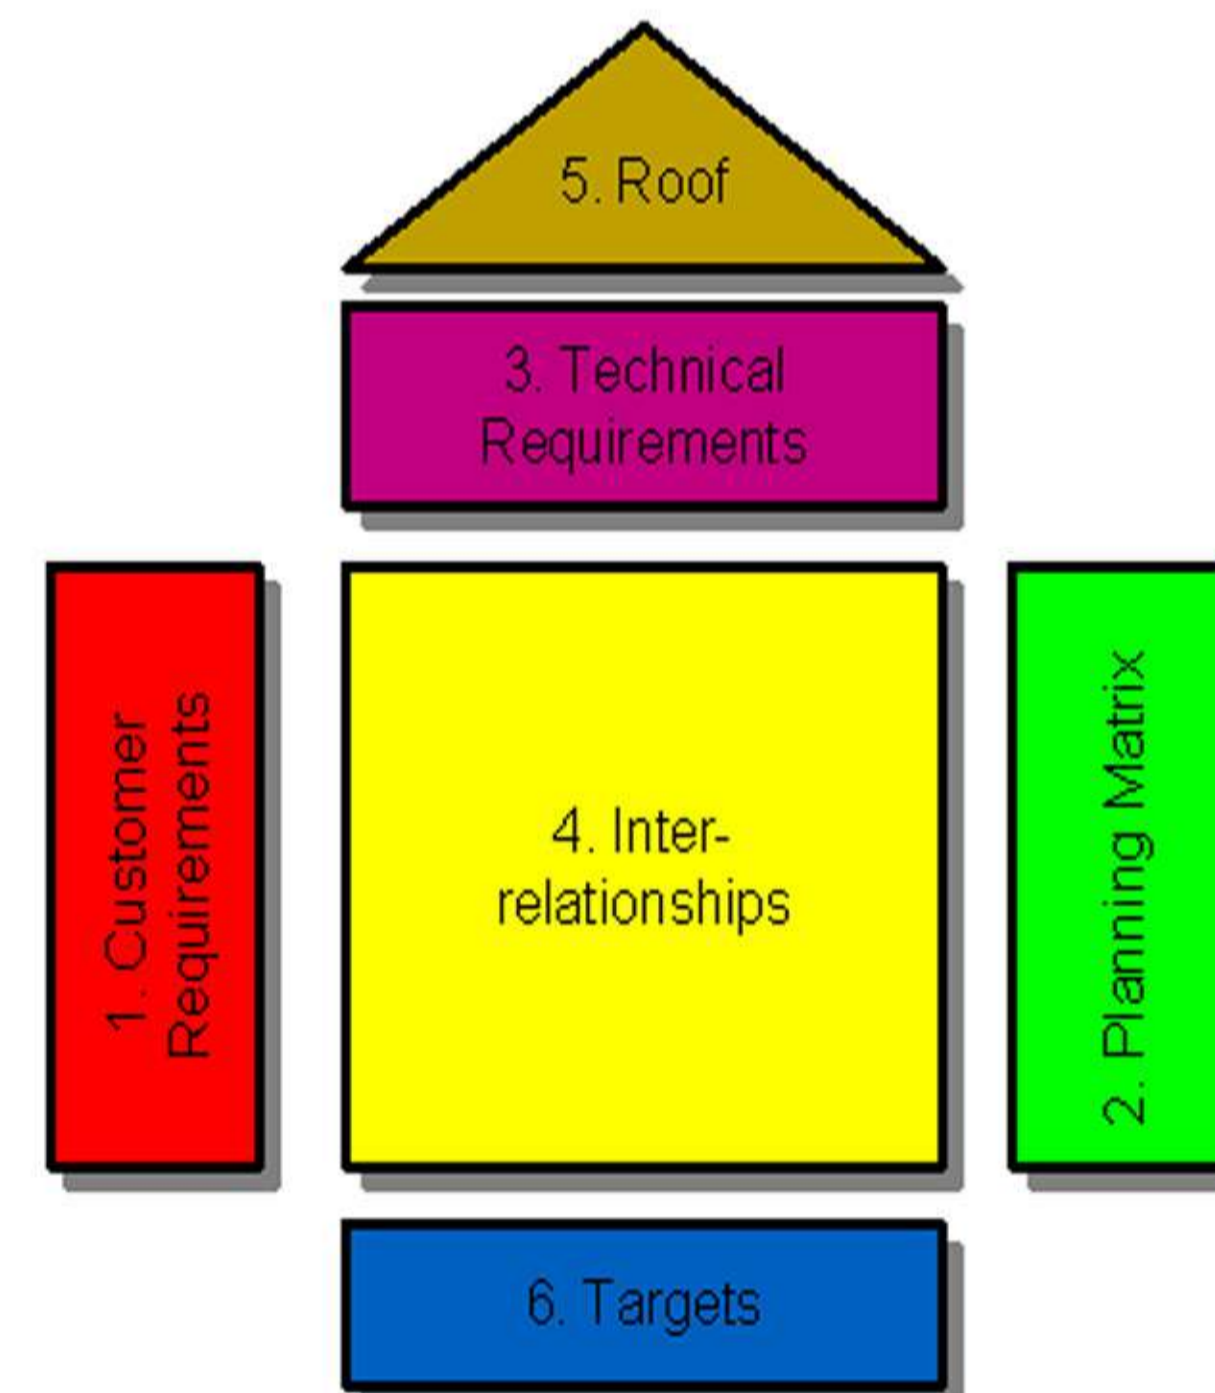 5. Roof
3. Technical
Requirements
1. Customer
Requirements
4. Inter-
relationships
2. Planning Matrix
6. Targets